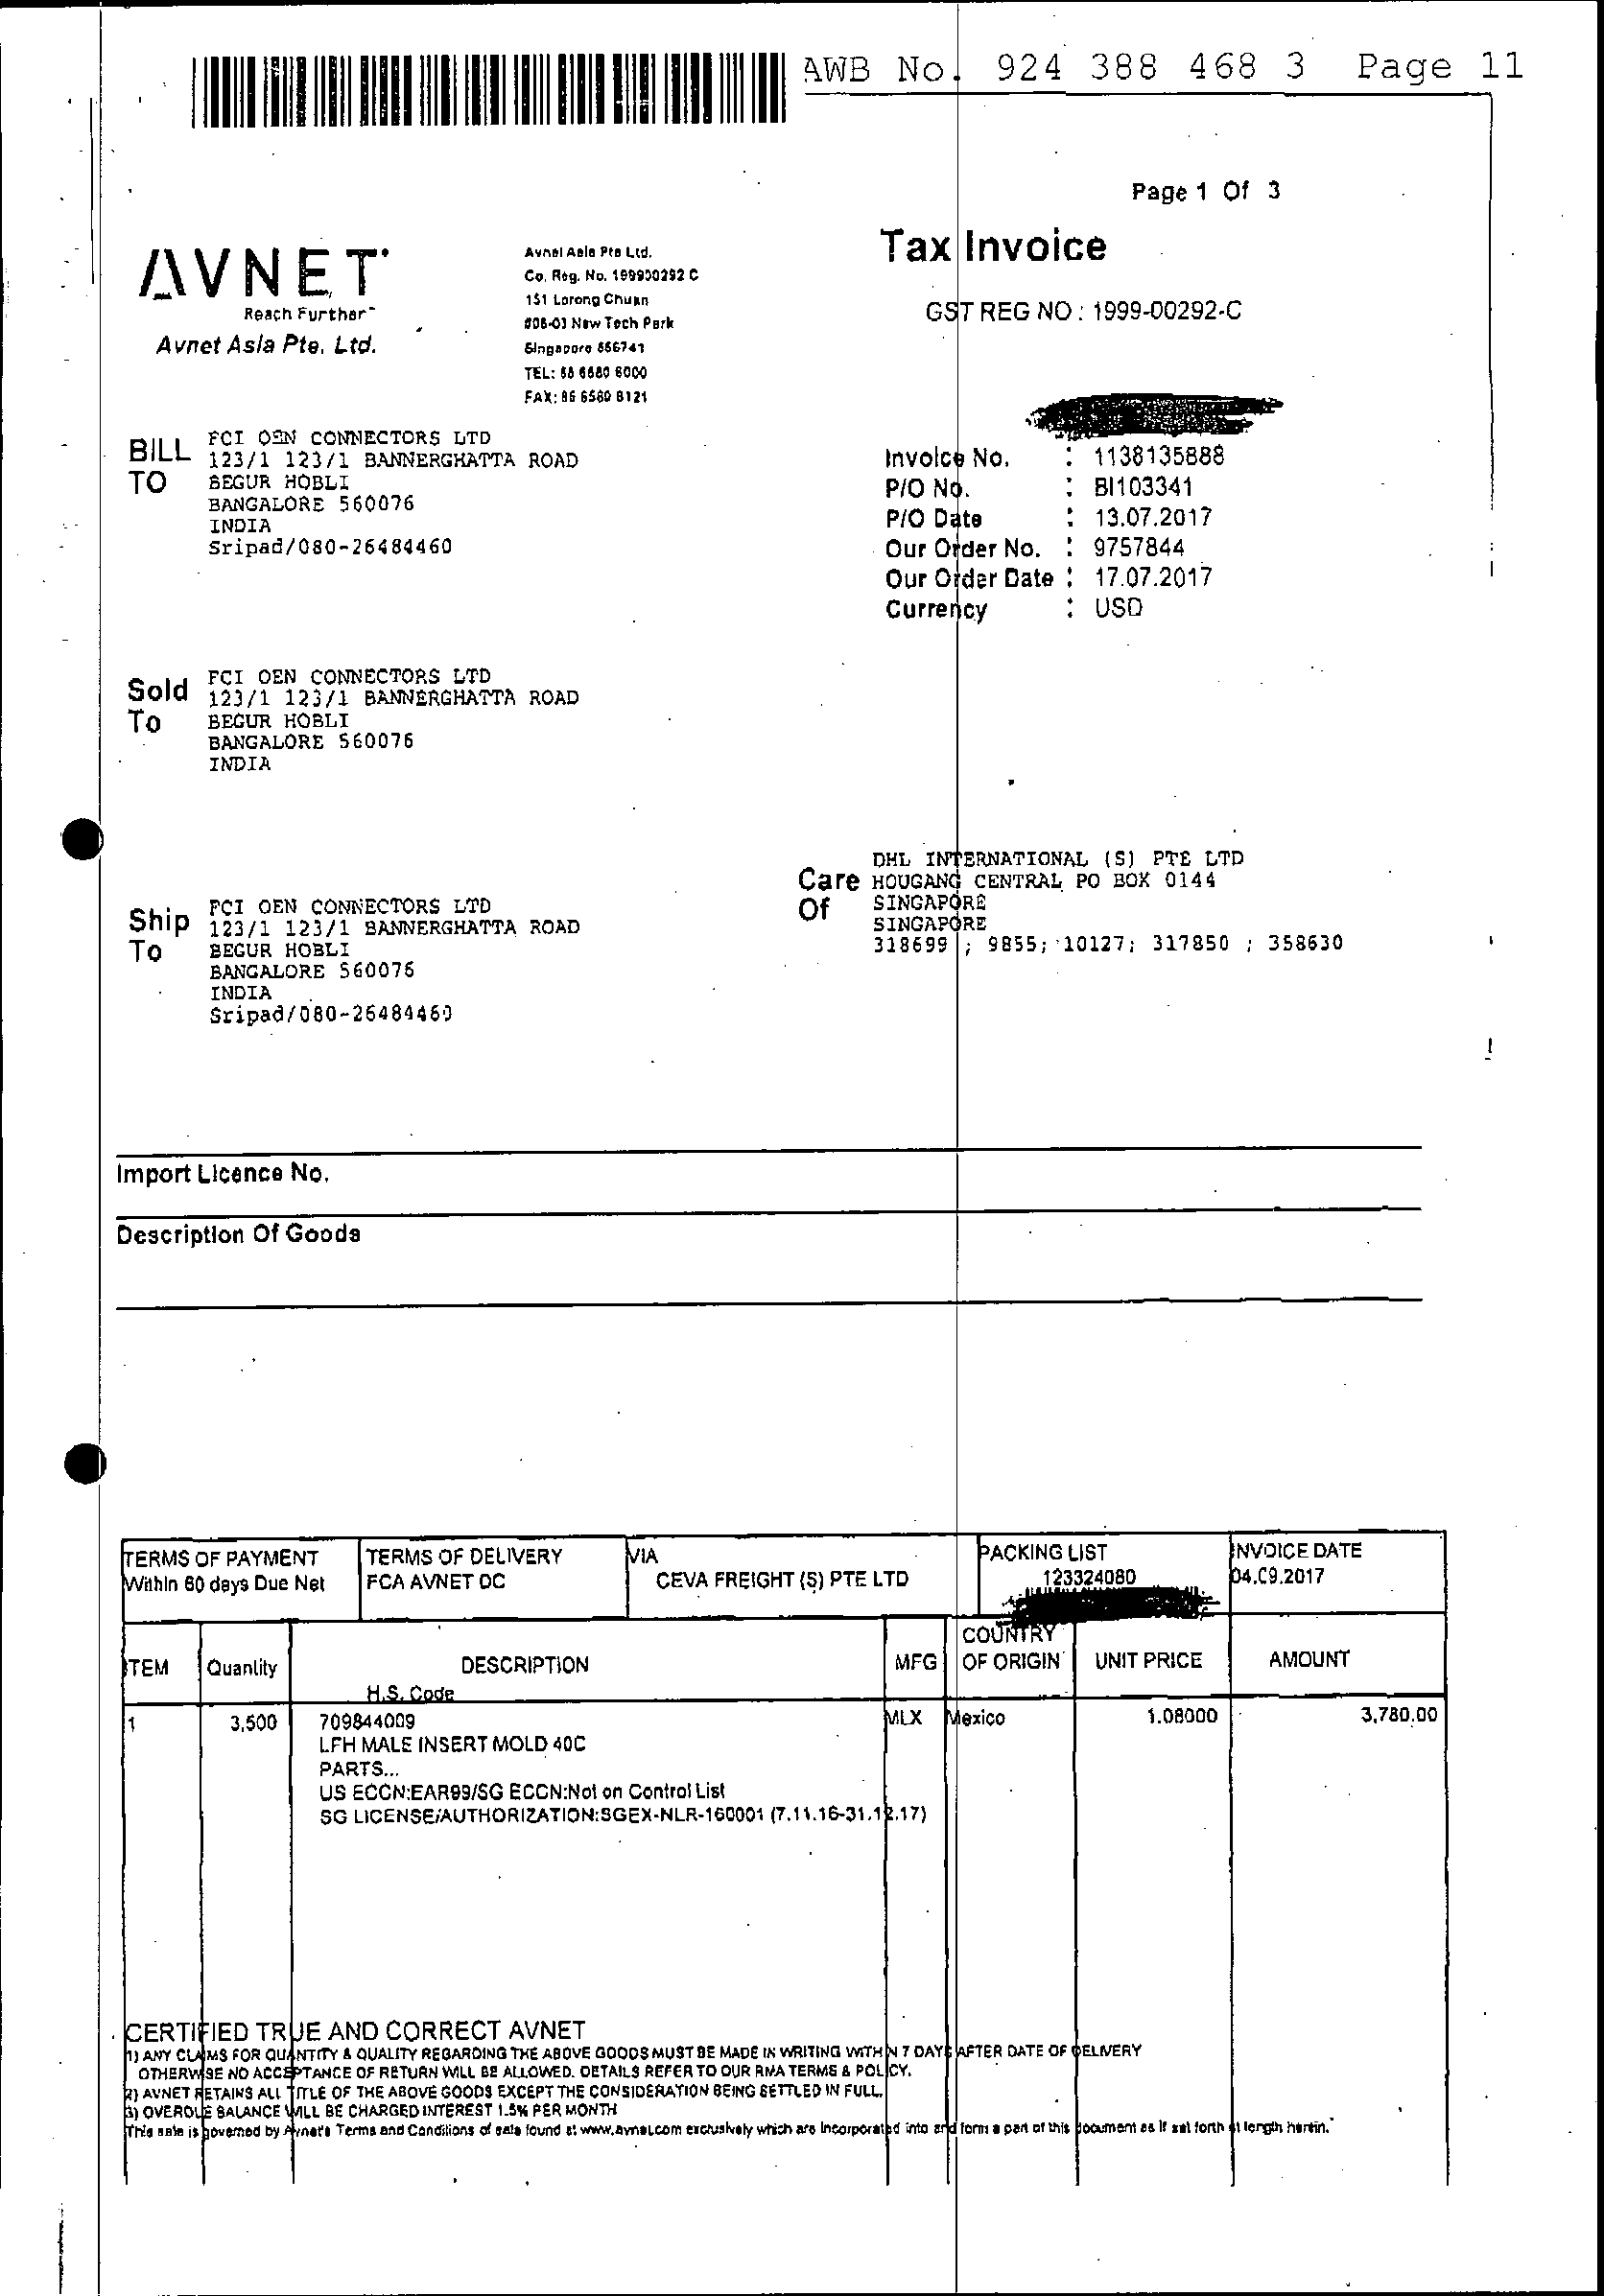 AWB No. 924 388 468 3 Page 11
Page 1 Of 3
AVNET
Reach Further™
Avnet Asia Pte. Ltd.
Avnet Asia Pte Ltd.
Co. Reg. No. 199900292 C
151 Lorong Chuan
#06-03 New Tech Park
Singapore 556741
TEL: 65 6580 6000
FAX: 65 6580 8121
Tax Invoice
GST REG NO : 1999-00292-C
BILL TO
FCI OEN CONNECTORS LTD
123/1 123/1 BANNERGHATTA ROAD
BEGUR HOBLI
BANGALORE 560076
INDIA
Sripad/080-26484460
Invoice No. : 1138135888
P/O No. : BI103341
P/O Date : 13.07.2017
Our Order No. : 9757844
Our Order Date : 17.07.2017
Currency : USD
Sold To
FCI OEN CONNECTORS LTD
123/1 123/1 BANNERGHATTA ROAD
BEGUR HOBLI
BANGALORE 560076
INDIA
Care Of
DHL INTERNATIONAL (S) PTE LTD
HOUGANG CENTRAL PO BOX 0144
SINGAPORE
SINGAPORE
318699 ; 9855; 10127; 317850 ; 358630
Ship To
FCI OEN CONNECTORS LTD
123/1 123/1 BANNERGHATTA ROAD
BEGUR HOBLI
BANGALORE 560076
INDIA
Sripad/080-26484460
Import Licence No.
Description Of Goods
TERMS OF PAYMENT TERMS OF DELIVERY VIA PACKING LIST INVOICE DATE
Within 60 days Due Net FCA AVNET DC CEVA FREIGHT (S) PTE LTD 123324080 04.09.2017
ITEM Quantity DESCRIPTION MFG COUNTRY OF ORIGIN UNIT PRICE AMOUNT
H.S. Code
1 3,500 709844009 MLX Mexico 1.08000 3,780.00
LFH MALE INSERT MOLD 40C
PARTS...
US ECCN:EAR99/SG ECCN:Not on Control List
SG LICENSE/AUTHORIZATION:SGEX-NLR-160001 (7.11.16-31.12.17)
CERTIFIED TRUE AND CORRECT AVNET
1) ANY CLAIMS FOR QUANTITY & QUALITY REGARDING THE ABOVE GOODS MUST BE MADE IN WRITING WITHIN 7 DAYS AFTER DATE OF DELIVERY
OTHERWISE NO ACCEPTANCE OF RETURN WILL BE ALLOWED. DETAILS REFER TO OUR RMA TERMS & POLICY.
2) AVNET RETAINS ALL TITLE OF THE ABOVE GOODS EXCEPT THE CONSIDERATION BEING SETTLED IN FULL.
3) OVERDUE BALANCE WILL BE CHARGED INTEREST 1.5% PER MONTH
"This sale is governed by Avnet's Terms and Conditions of sale found at www.avnet.com exclusively which are incorporated into and form a part of this document as if set forth at length herein."